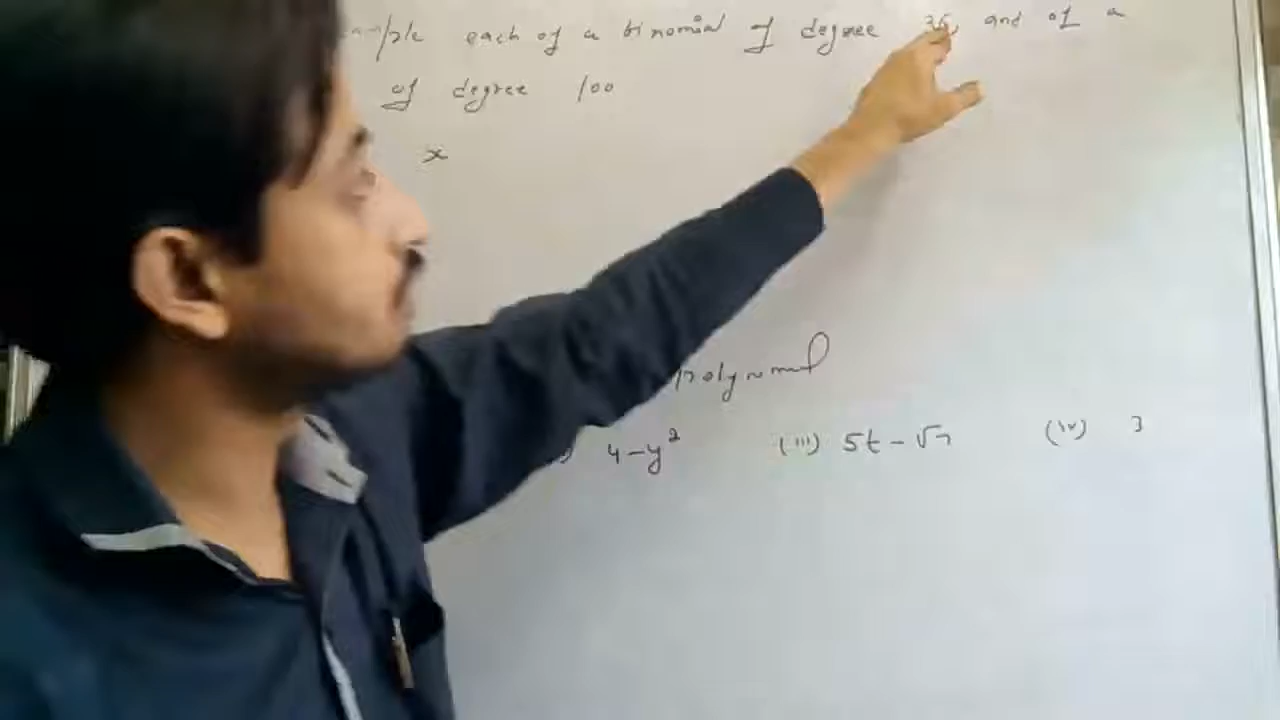 each of a binomial of degree 35, and of a
of degree 100
x
polynomial
4-y² (iii) 5t-√7 (iv) 3